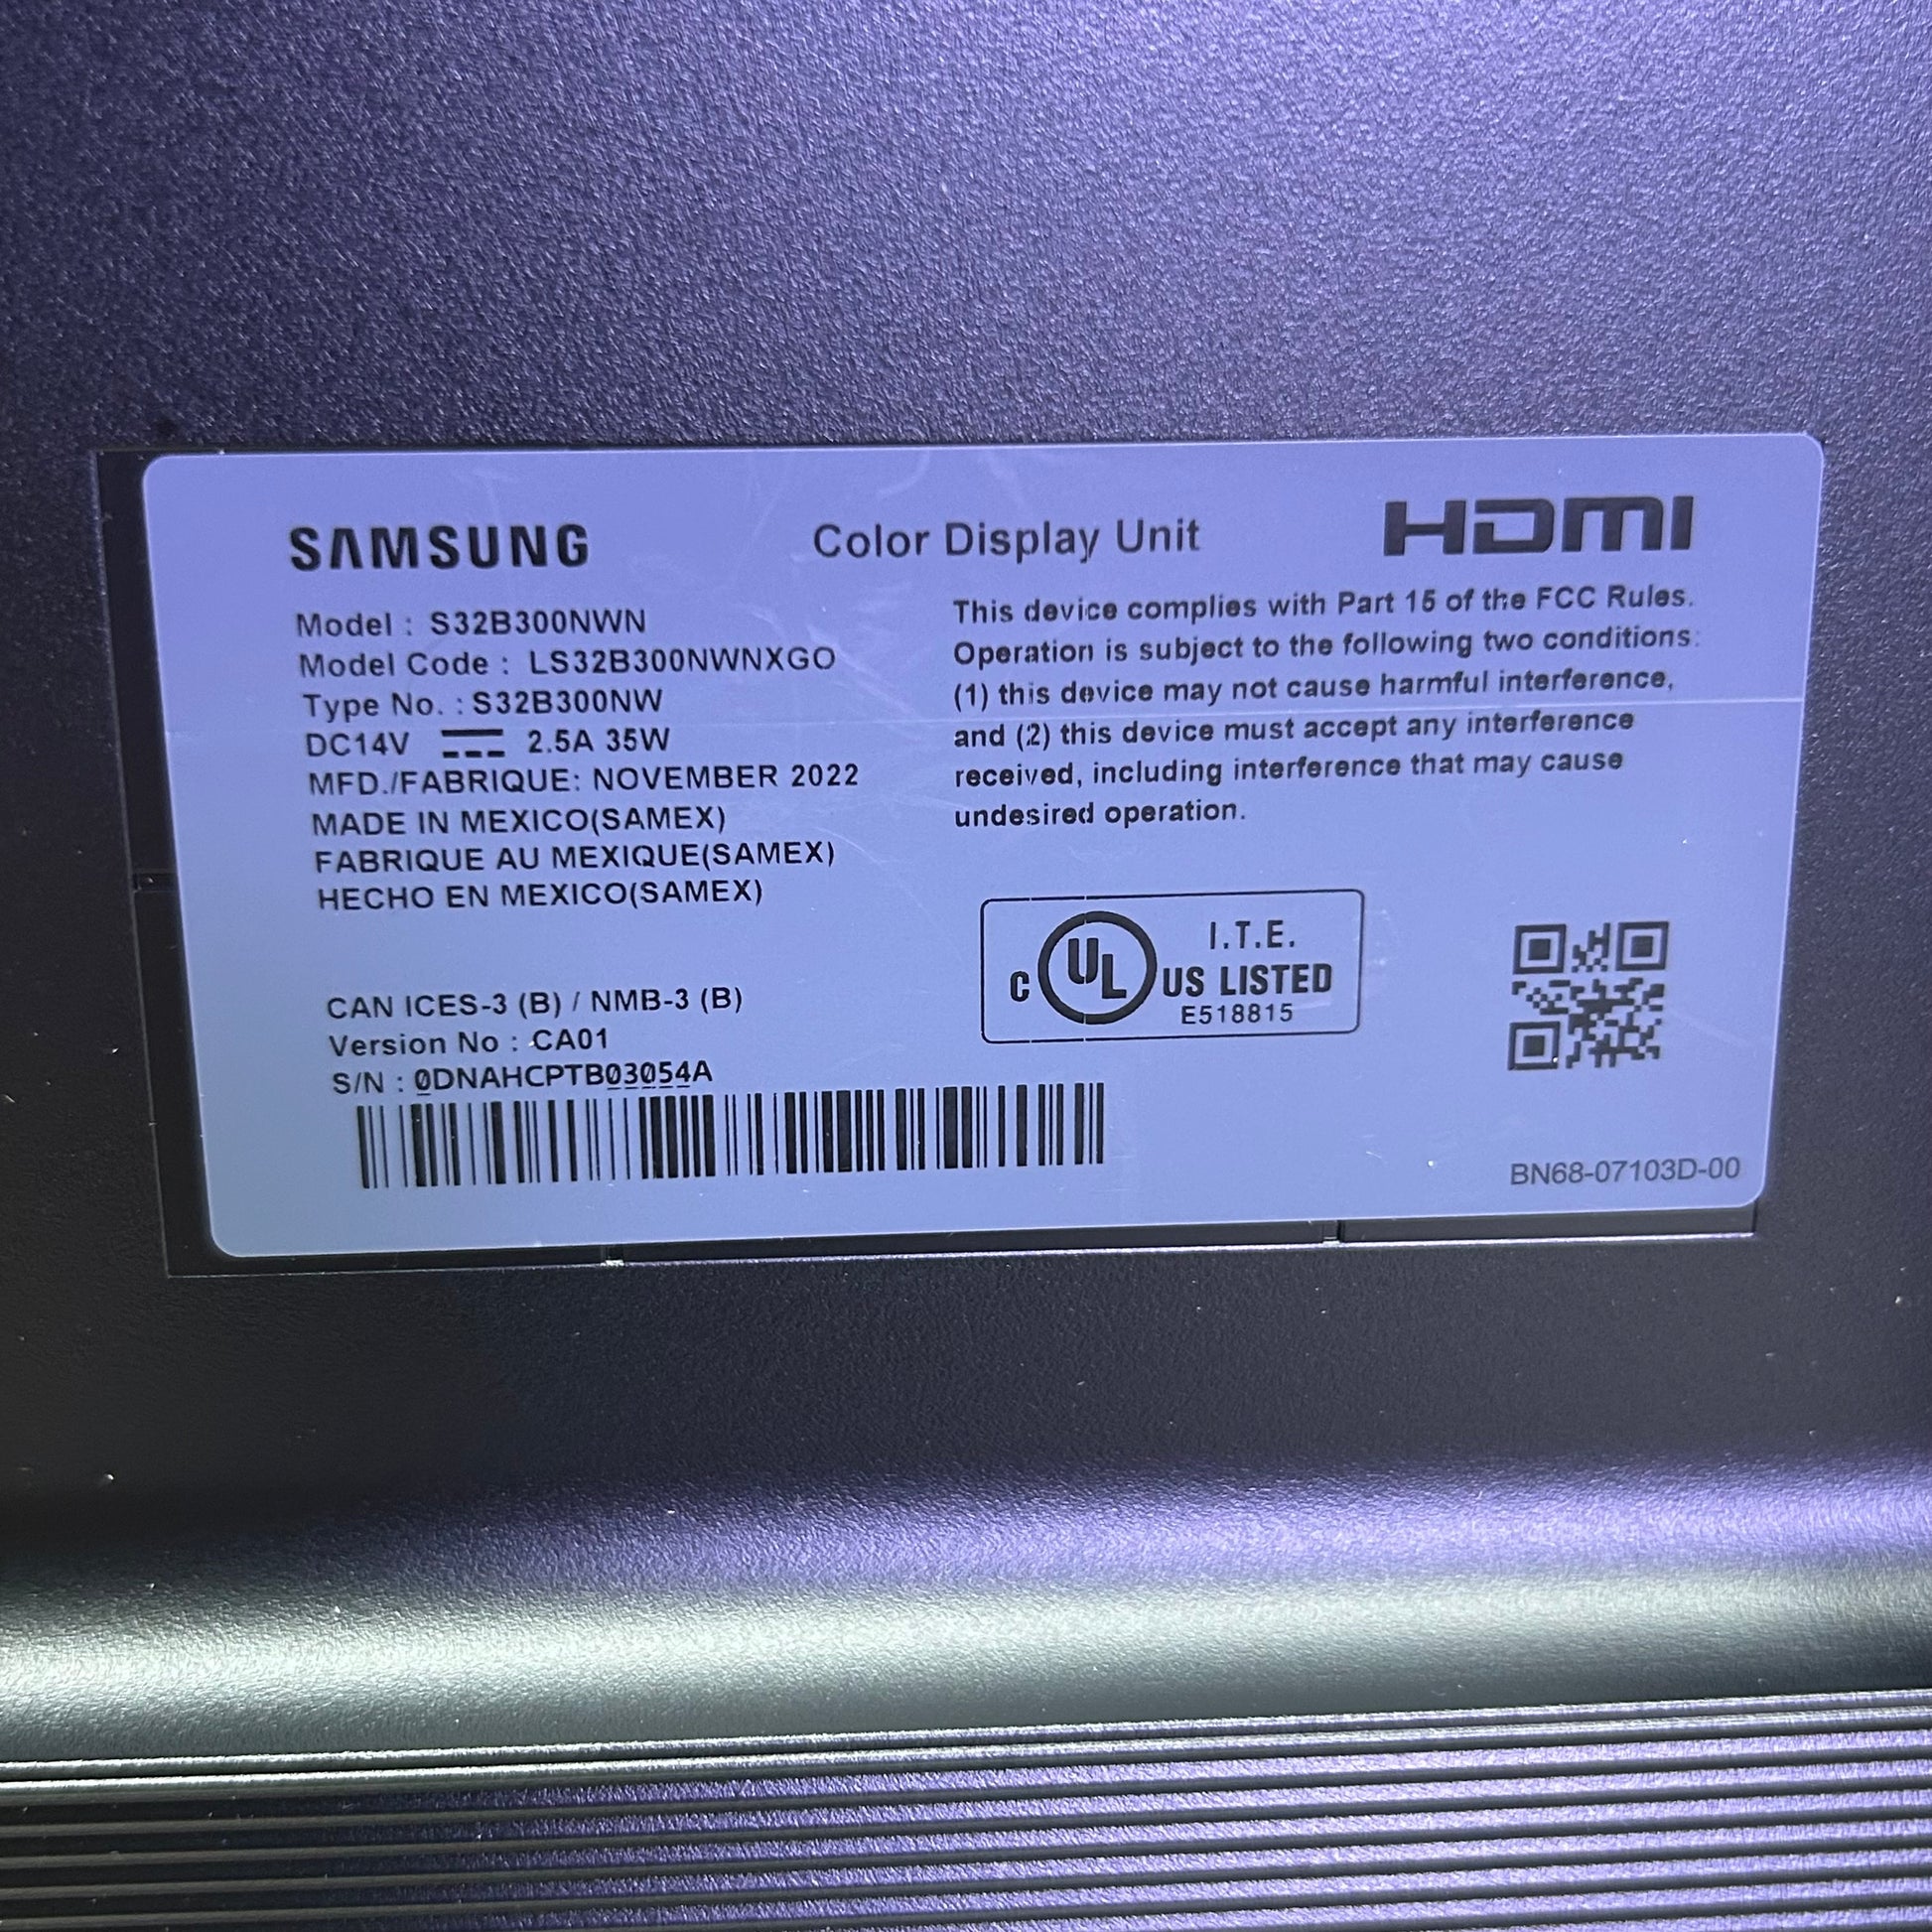 SAMSUNG
Color Display Unit
HDMI
Model : S32B300NWN
Model Code : LS32B300NWNXGO
Type No. : S32B300NW
DC14V 2.5A 35W
MFD./FABRIQUE: NOVEMBER 2022
MADE IN MEXICO(SAMEX)
FABRIQUE AU MEXIQUE(SAMEX)
HECHO EN MEXICO(SAMEX)
This device complies with Part 15 of the FCC Rules.
Operation is subject to the following two conditions:
(1) this device may not cause harmful interference,
and (2) this device must accept any interference
received, including interference that may cause
undesired operation.
CAN ICES-3 (B) / NMB-3 (B)
Version No : CA01
S/N : 0DNAHCPTB03054A
C UL US LISTED
I.T.E.
E518815
BN68-07103D-00